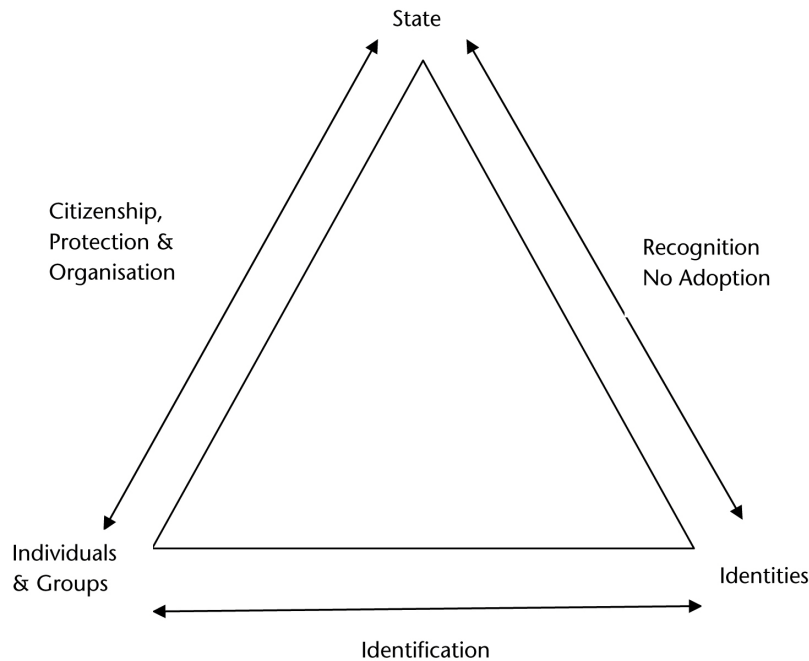 State
Citizenship,
Protection &
Organisation
Recognition
No Adoption
Individuals
& Groups
Identities
Identification